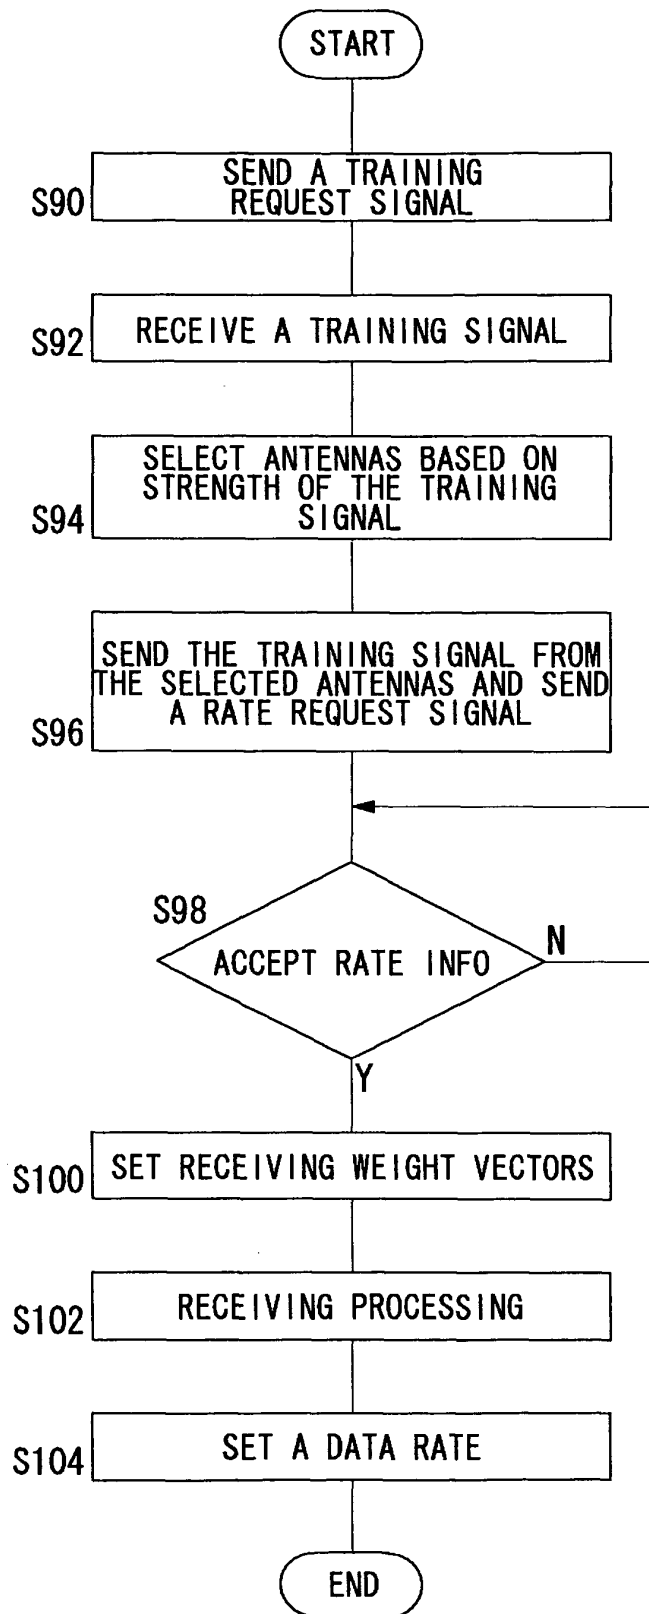 START
SEND A TRAINING
REQUEST SIGNAL
S90
RECEIVE A TRAINING SIGNAL
S92
SELECT ANTENNAS BASED ON
STRENGTH OF THE TRAINING
SIGNAL
S94
SEND THE TRAINING SIGNAL FROM
THE SELECTED ANTENNAS AND SEND
A RATE REQUEST SIGNAL
S96
S98
ACCEPT RATE INFO
N
Y
SET RECEIVING WEIGHT VECTORS
S100
RECEIVING PROCESSING
S102
SET A DATA RATE
S104
END